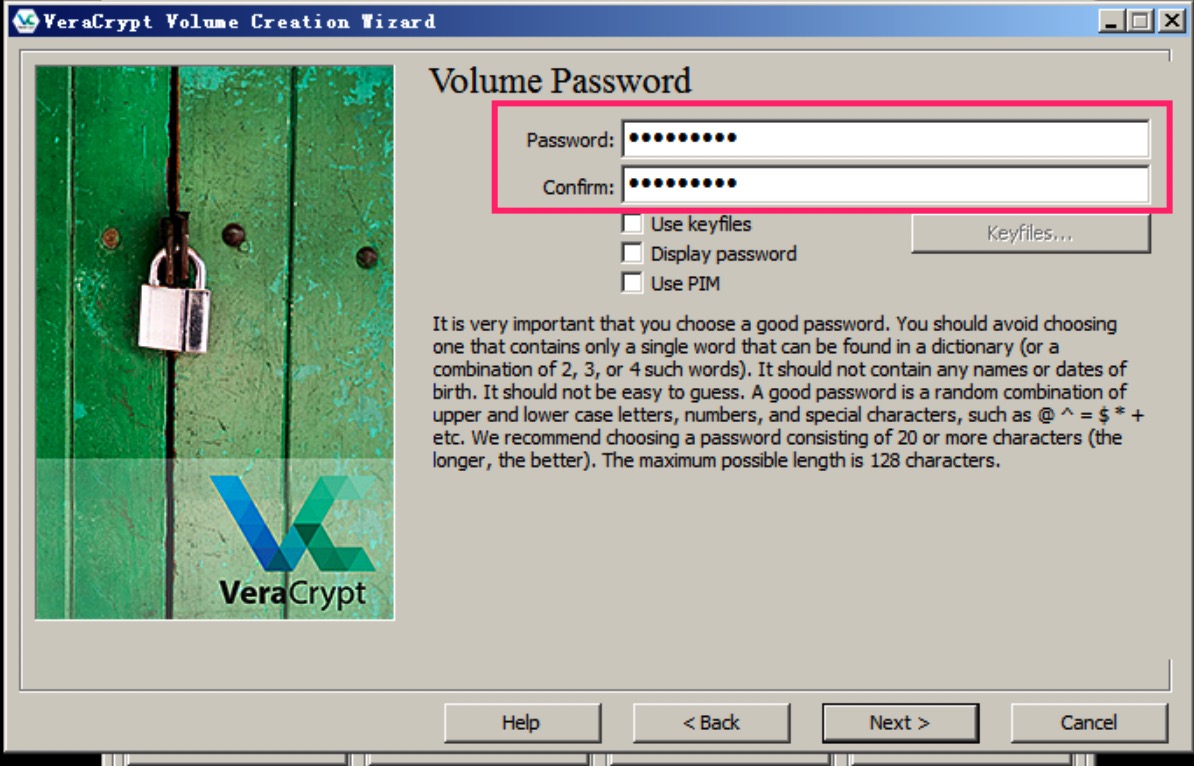 VeraCrypt Volume Creation Wizard
Volume Password
Password: •••••••••
Confirm: •••••••••
Use keyfiles
Keyfiles...
Display password
Use PIM
It is very important that you choose a good password. You should avoid choosing
one that contains only a single word that can be found in a dictionary (or a
combination of 2, 3, or 4 such words). It should not contain any names or dates of
birth. It should not be easy to guess. A good password is a random combination of
upper and lower case letters, numbers, and special characters, such as @ ^ = $ * +
etc. We recommend choosing a password consisting of 20 or more characters (the
longer, the better). The maximum possible length is 128 characters.
VeraCrypt
Help
< Back
Next >
Cancel